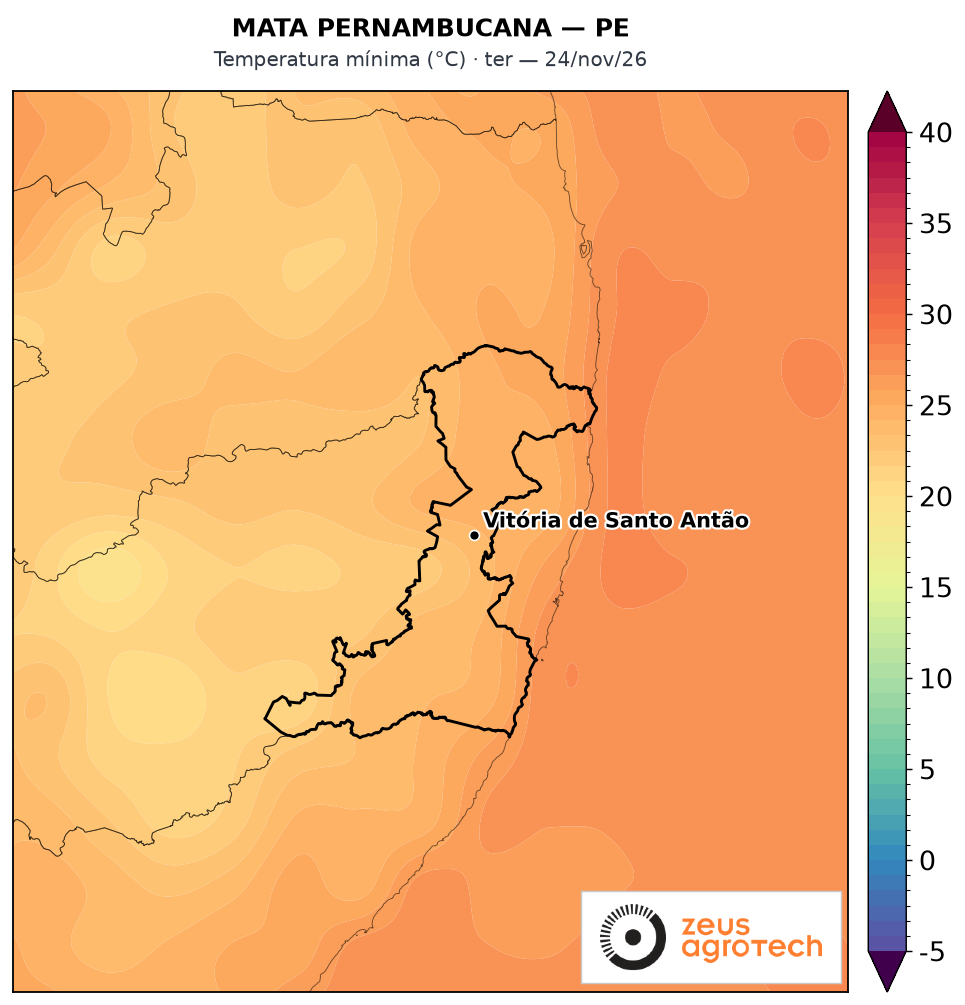 MATA PERNAMBUCANA — PE
Temperatura mínima (°C) · ter — 24/nov/26
Vitória de Santo Antão
40
35
30
25
20
15
10
5
0
-5
zeus
agrotech